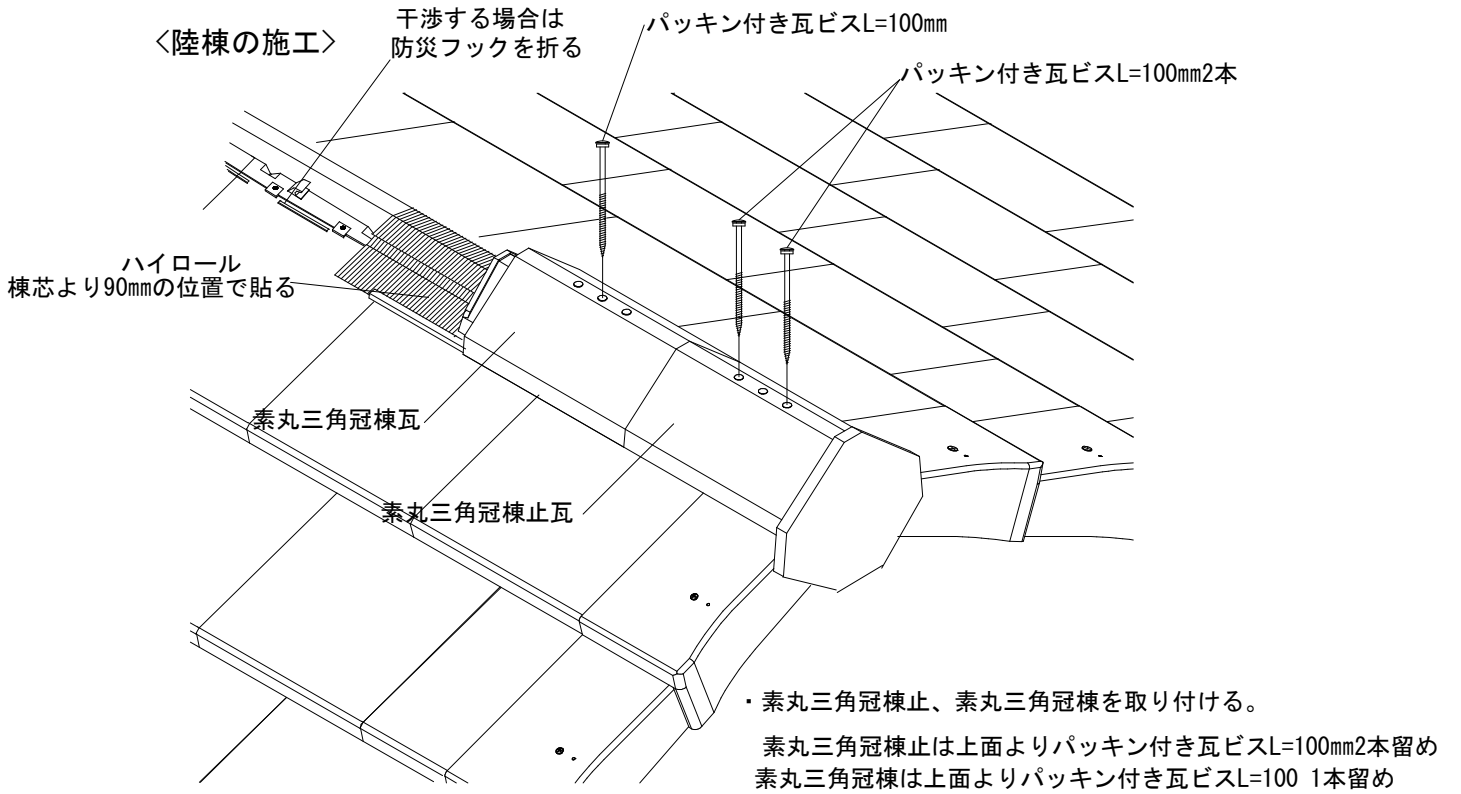 〈陸棟の施工〉
干渉する場合は
防災フックを折る
パッキン付き瓦ビスL=100㎜
パッキン付き瓦ビスL=100㎜2本
ハイロール
棟芯より90㎜の位置で貼る
素丸三角冠棟瓦
素丸三角冠棟止瓦
・素丸三角冠棟止、素丸三角冠棟を取り付ける。
素丸三角冠棟止は上面よりパッキン付き瓦ビスL=100㎜2本留め
素丸三角冠棟は上面よりパッキン付き瓦ビスL=100 1本留め